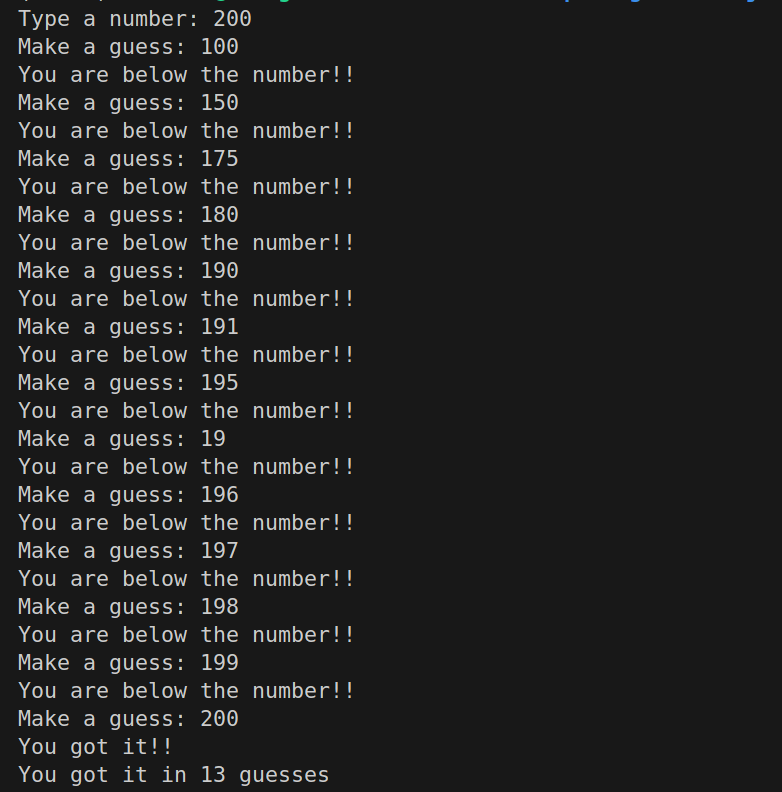 Type a number: 200
Make a guess: 100
You are below the number!!
Make a guess: 150
You are below the number!!
Make a guess: 175
You are below the number!!
Make a guess: 180
You are below the number!!
Make a guess: 190
You are below the number!!
Make a guess: 191
You are below the number!!
Make a guess: 195
You are below the number!!
Make a guess: 19
You are below the number!!
Make a guess: 196
You are below the number!!
Make a guess: 197
You are below the number!!
Make a guess: 198
You are below the number!!
Make a guess: 199
You are below the number!!
Make a guess: 200
You got it!!
You got it in 13 guesses